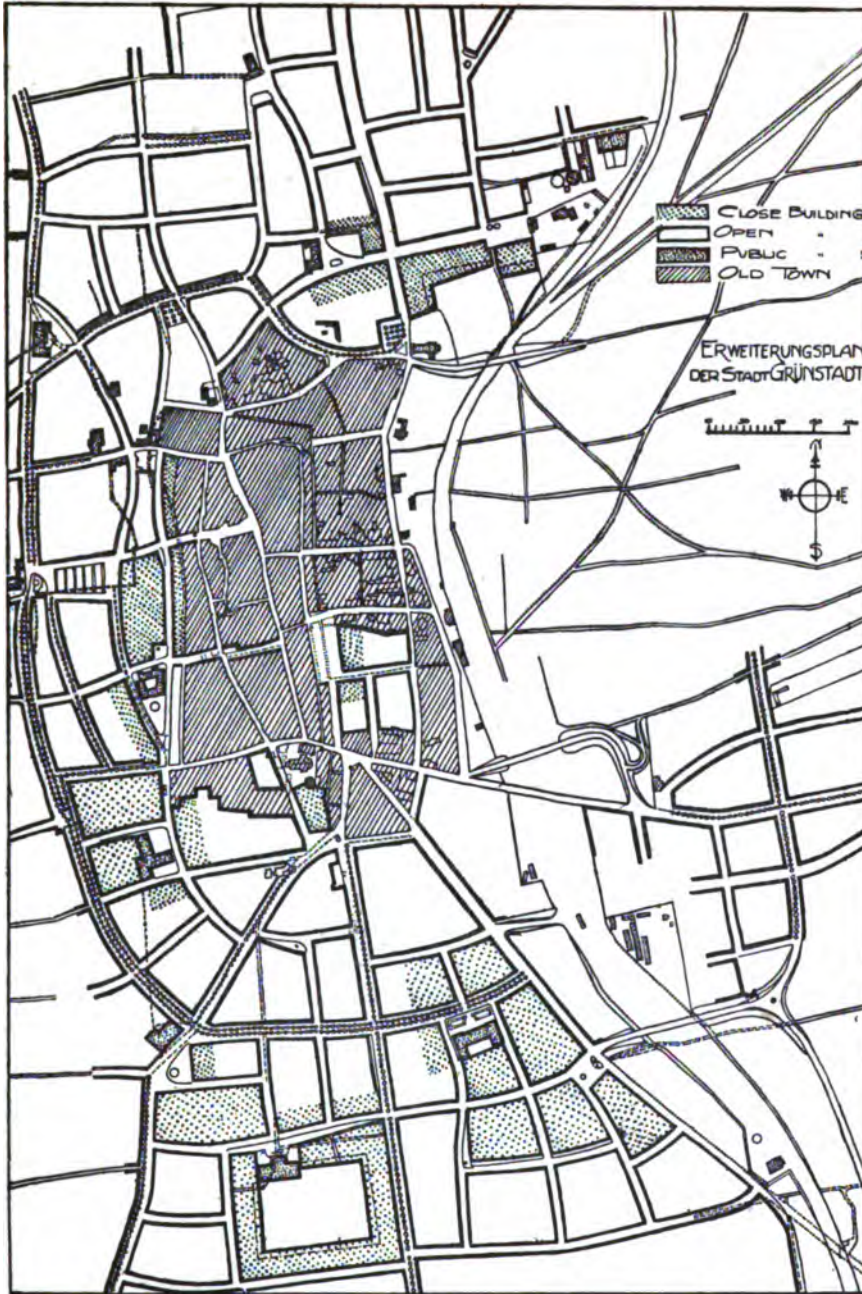 CLOSE BUILDING
OPEN "
PUBLIC "
OLD TOWN
ERWEITERUNGSPLAN
DER STADT GRÜNSTADT
N
W E
S